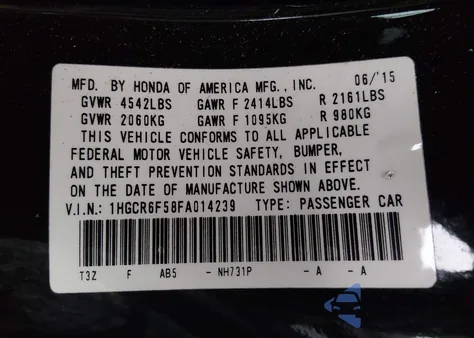 MFD. BY HONDA OF AMERICA MFG., INC. 06/'15
GVWR 4542LBS GAWR F 2414LBS R 2161LBS
GVWR 2060KG GAWR F 1095KG R 980KG
THIS VEHICLE CONFORMS TO ALL APPLICABLE
FEDERAL MOTOR VEHICLE SAFETY, BUMPER,
AND THEFT PREVENTION STANDARDS IN EFFECT
ON THE DATE OF MANUFACTURE SHOWN ABOVE.
V.I.N.: 1HGCR6F58FA014239 TYPE: PASSENGER CAR
T3Z F AB5 - NH731P - A - A